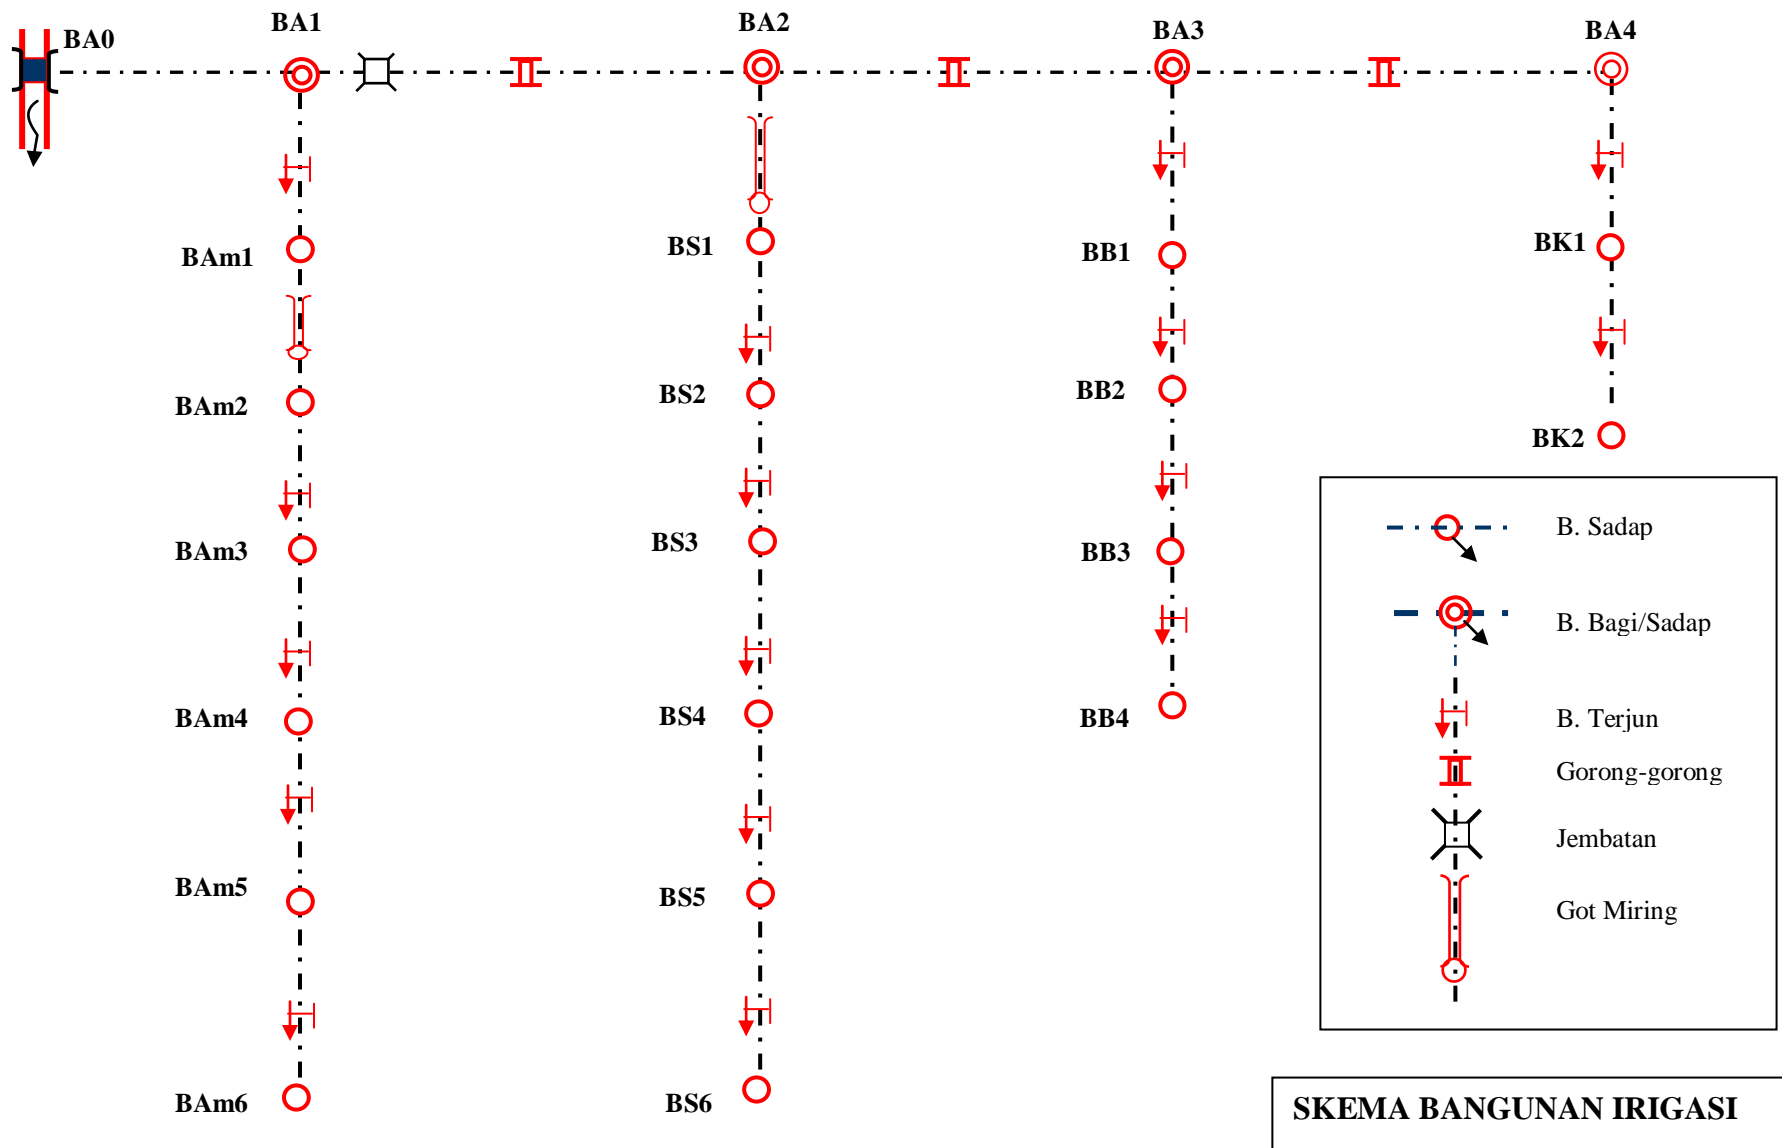 BA0
BA1
BA2
BA3
BA4
BAm1
BS1
BB1
BK1
BAm2
BS2
BB2
BK2
BAm3
BS3
BB3
BAm4
BS4
BB4
BAm5
BS5
BAm6
BS6
B. Sadap
B. Bagi/Sadap
B. Terjun
Gorong-gorong
Jembatan
Got Miring
SKEMA BANGUNAN IRIGASI